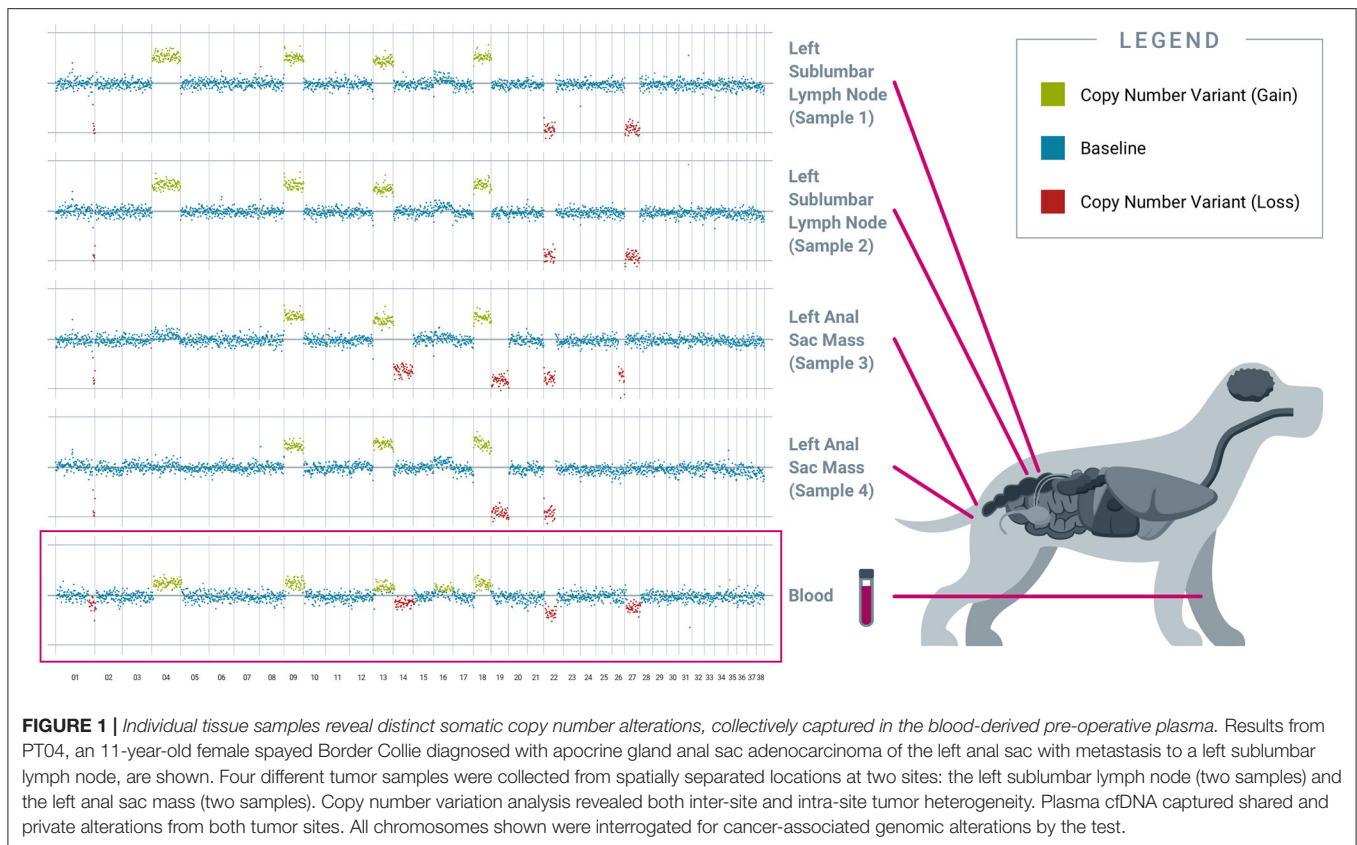 Left
Sublumbar
Lymph Node
(Sample 1)
Left
Sublumbar
Lymph Node
(Sample 2)
Left Anal
Sac Mass
(Sample 3)
Left Anal
Sac Mass
(Sample 4)
Blood
LEGEND
Copy Number Variant (Gain)
Baseline
Copy Number Variant (Loss)
01 02 03 04 05 06 07 08 09 10 11 12 13 14 15 16 17 18 19 20 21 22 23 24 25 26 27 28 29 30 31 32 33 34 35 36 37 38
FIGURE 1 | Individual tissue samples reveal distinct somatic copy number alterations, collectively captured in the blood-derived pre-operative plasma. Results from
PT04, an 11-year-old female spayed Border Collie diagnosed with apocrine gland anal sac adenocarcinoma of the left anal sac with metastasis to a left sublumbar
lymph node, are shown. Four different tumor samples were collected from spatially separated locations at two sites: the left sublumbar lymph node (two samples) and
the left anal sac mass (two samples). Copy number variation analysis revealed both inter-site and intra-site tumor heterogeneity. Plasma cfDNA captured shared and
private alterations from both tumor sites. All chromosomes shown were interrogated for cancer-associated genomic alterations by the test.